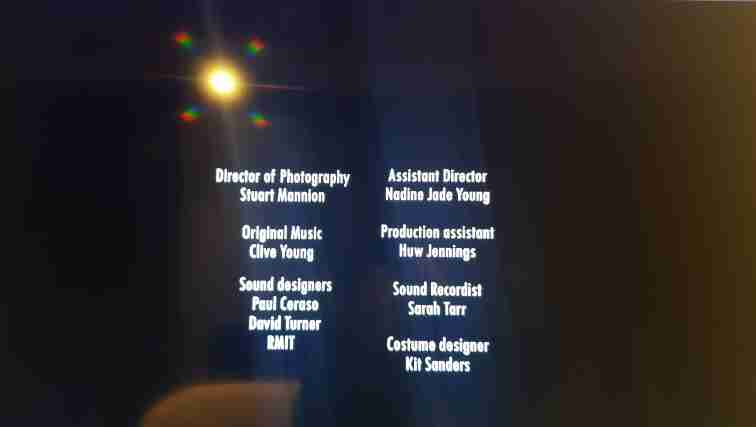 Director of Photography
Stuart Mannion
Original Music
Clive Young
Sound designers
Paul Ceraso
David Turner
RMIT
Assistant Director
Nadine Jade Young
Production assistant
Huw Jennings
Sound Recordist
Sarah Tarr
Costume designer
Kit Sanders